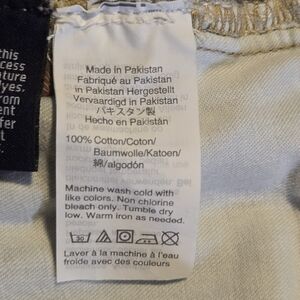 this
cess
ature
yes.
rom
ent
fer
t
Made in Pakistan
Fabriqué au Pakistan
in Pakistan Hergestellt
Vervaardigd in Pakistan
パキスタン製
Hecho en Pakistán
100% Cotton/Coton/
Baumwolle/Katoen/
綿/algodón
Machine wash cold with
like colors. Non chlorine
bleach only. Tumble dry
low. Warm iron as needed.
30
Laver à la machine à l'eau
froide avec des couleurs